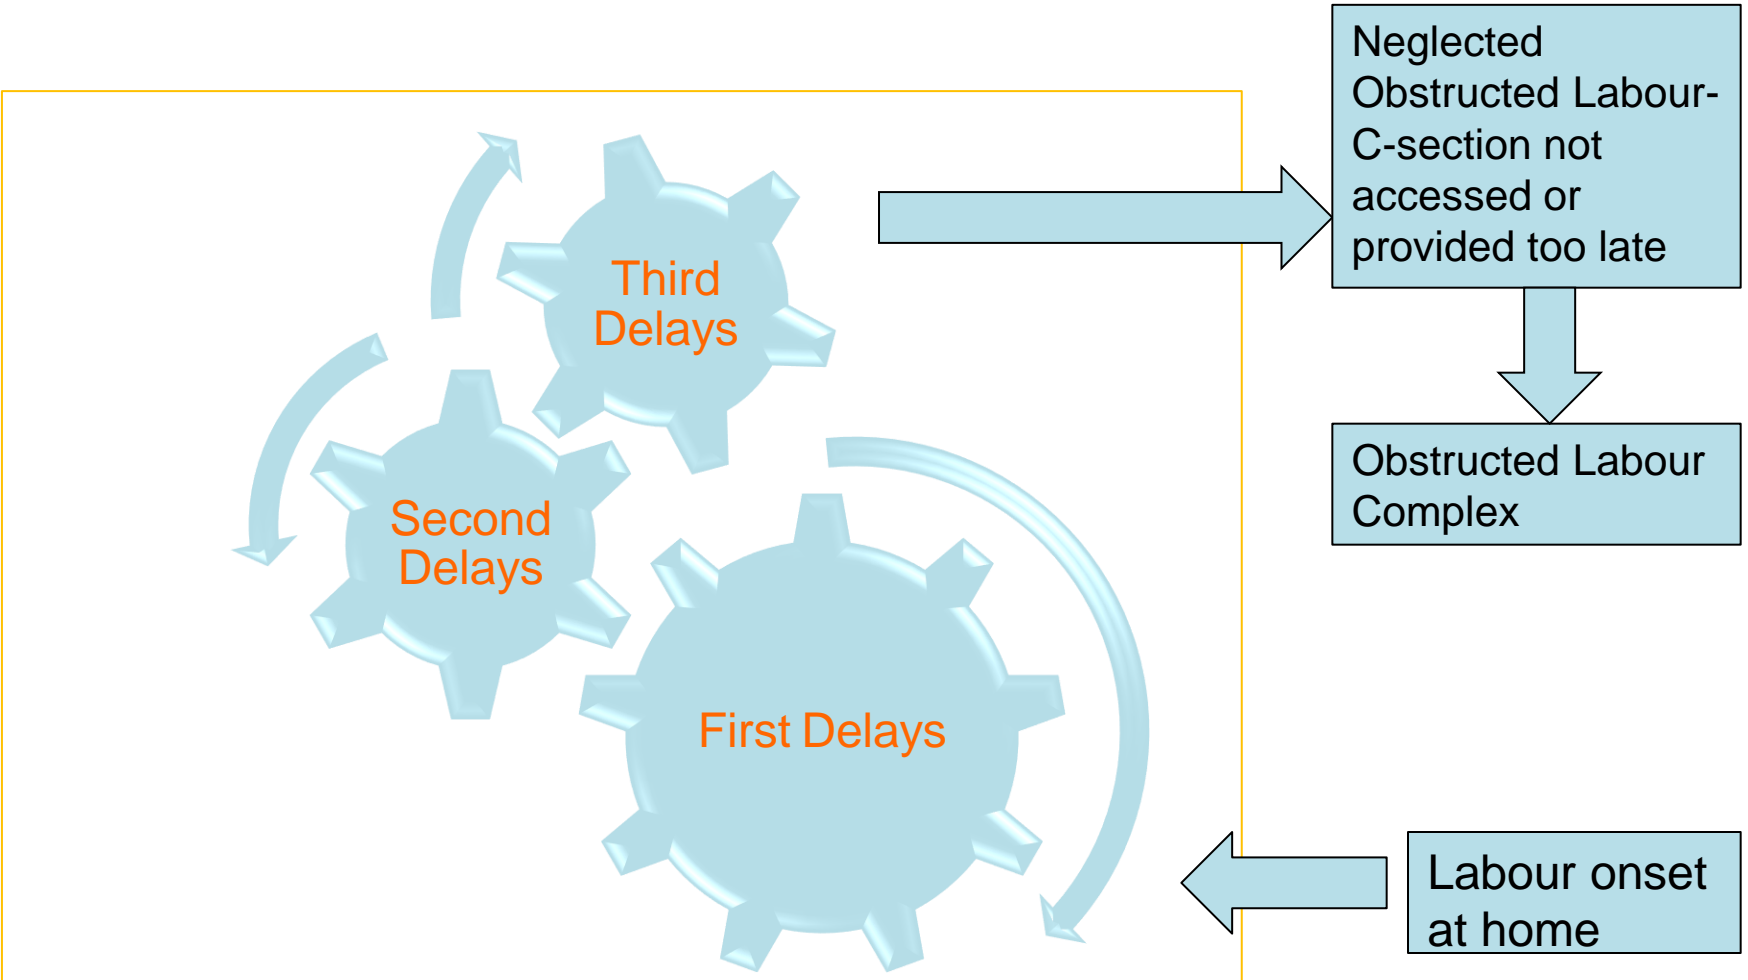 Neglected
Obstructed Labour-
C-section not
accessed or
provided too late
Third
Delays
Obstructed Labour
Complex
Second
Delays
First Delays
Labour onset
at home